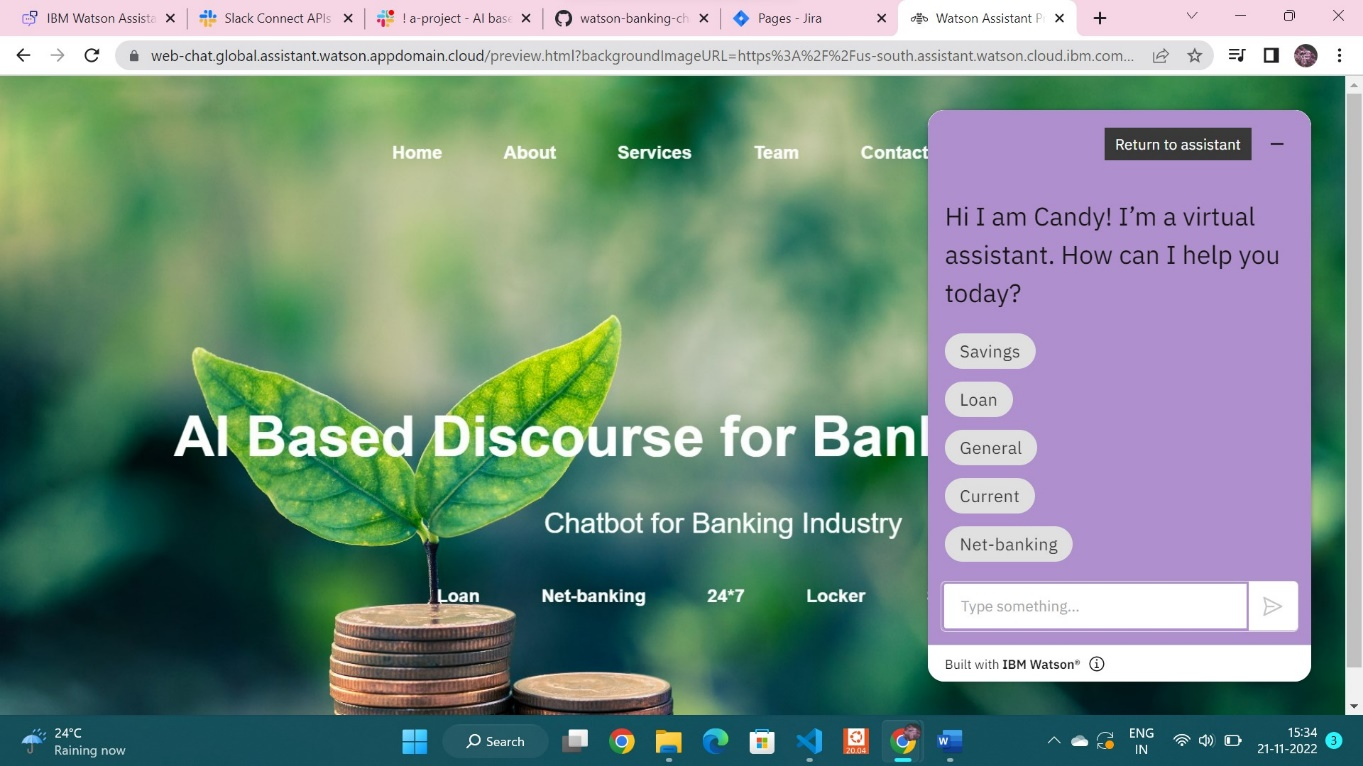 IBM Watson Assista
Slack Connect APIs
! a-project - AI base
watson-banking-ch
Pages - Jira
Watson Assistant Pr
web-chat.global.assistant.watson.appdomain.cloud/preview.html?backgroundImageURL=https%3A%2F%2Fus-south.assistant.watson.cloud.ibm.com...
Home About Services Team Contact
Return to assistant
Hi I am Candy! I’m a virtual
assistant. How can I help you
today?
Savings
Loan
General
Current
Net-banking
Type something...
Built with IBM Watson®
AI Based Discourse for Bank
Chatbot for Banking Industry
Loan Net-banking 24*7 Locker
24°C
Raining now
Search
20.04
ENG
IN
15:34
21-11-2022
3